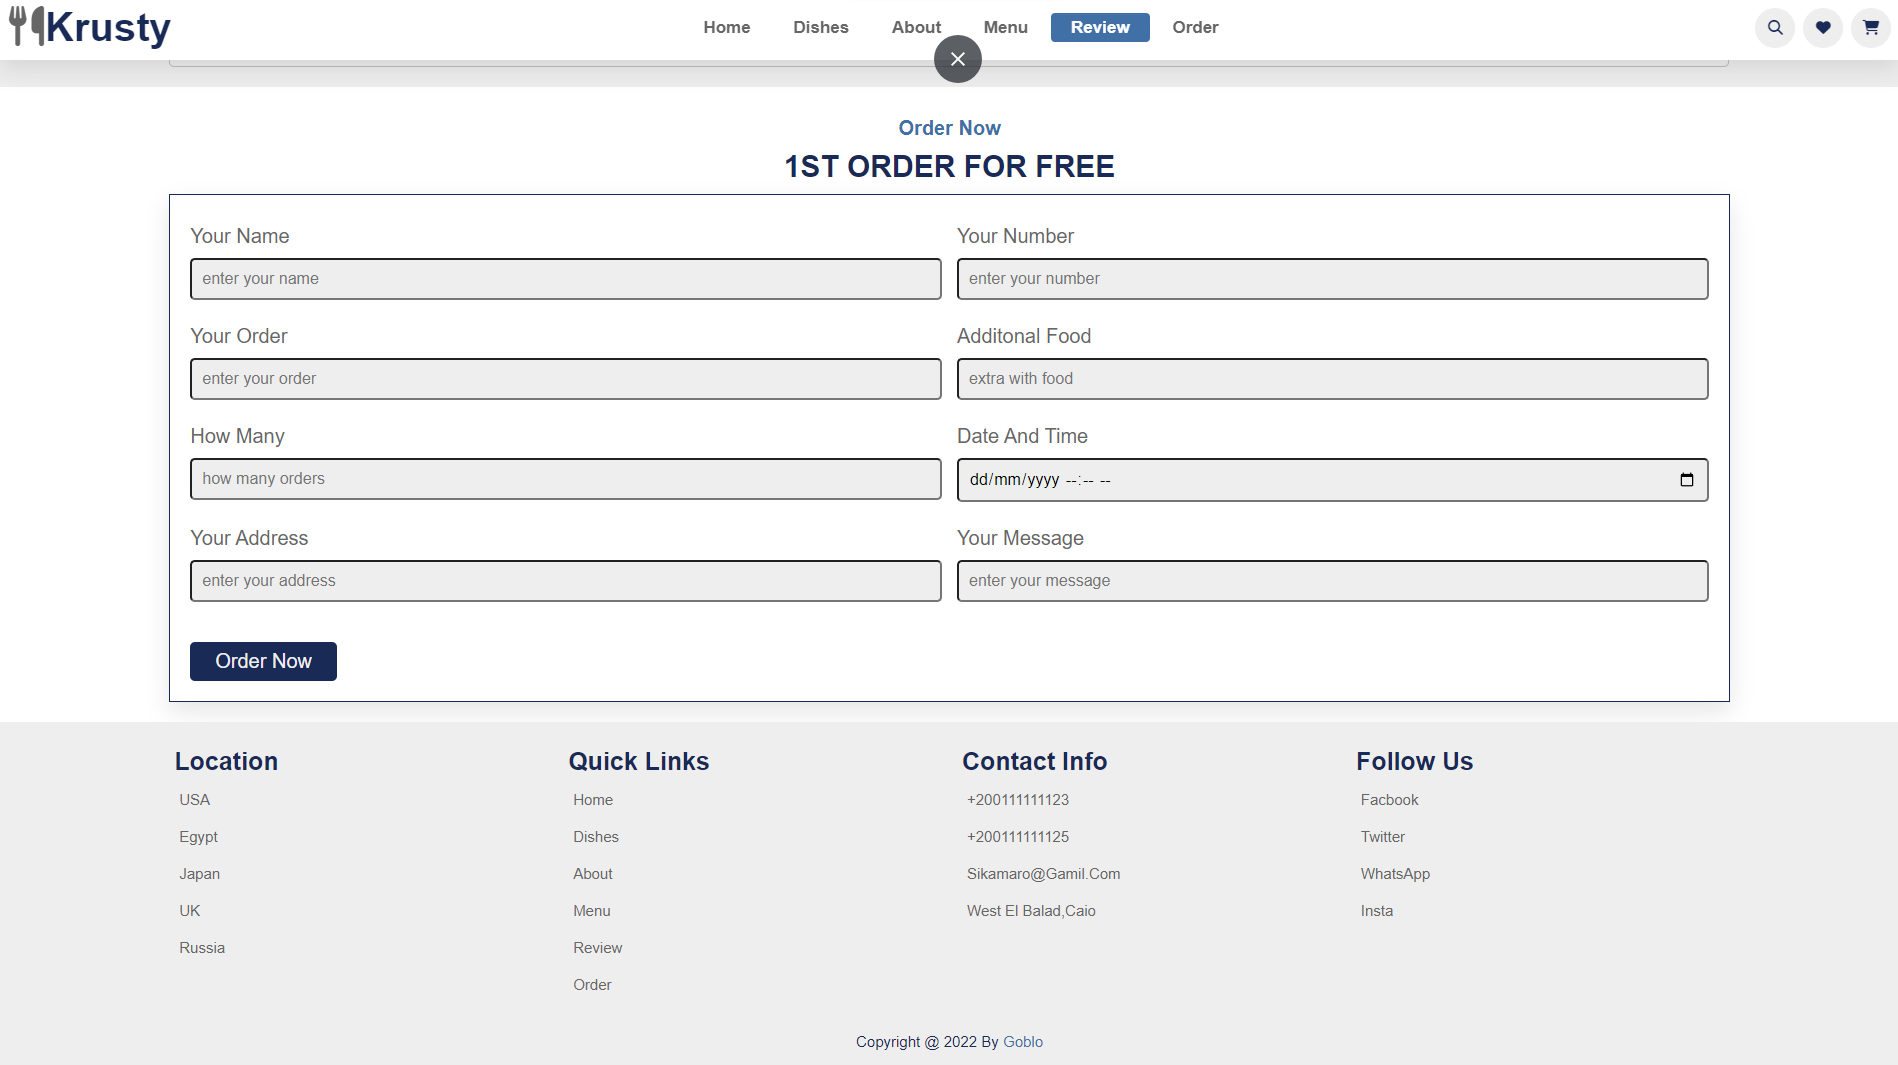 Krusty Home Dishes About Menu Review Order
Order Now
1ST ORDER FOR FREE
Your Name Your Number
enter your name enter your number
Your Order Additonal Food
enter your order extra with food
How Many Date And Time
how many orders dd/mm/yyyy --:-- --
Your Address Your Message
enter your address enter your message
Order Now
Location Quick Links Contact Info Follow Us
USA Home +200111111123 Facbook
Egypt Dishes +200111111125 Twitter
Japan About Sikamaro@Gamil.Com WhatsApp
UK Menu West El Balad,Caio Insta
Russia Review
Order
Copyright @ 2022 By Goblo